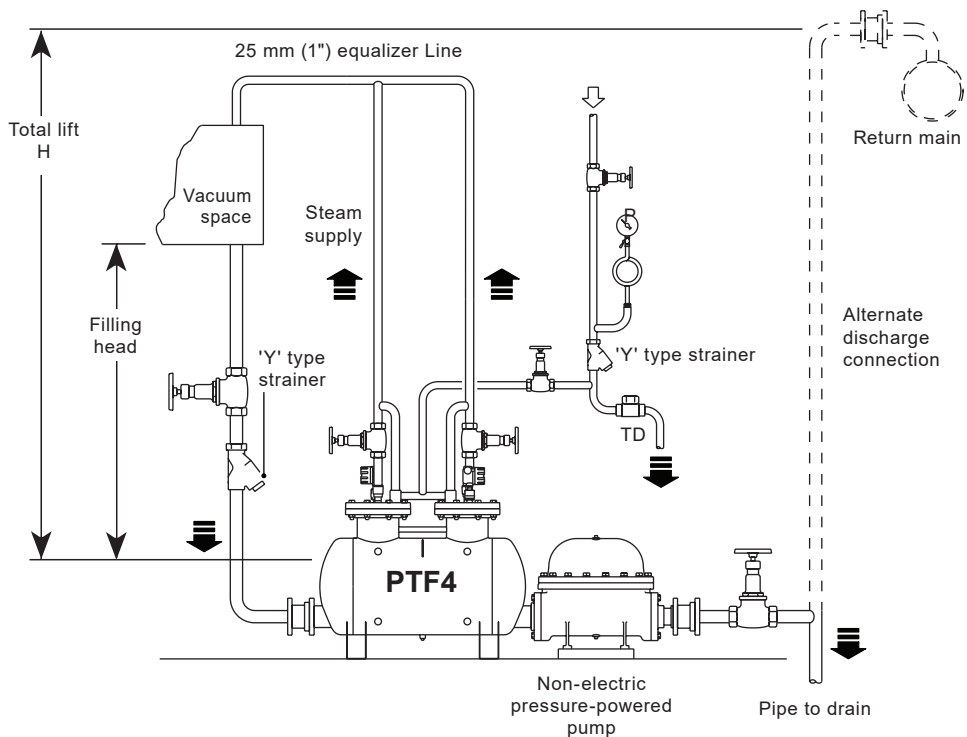 25 mm (1") equalizer Line
Total lift
H
Return main
Vacuum
space
Steam
supply
P
Filling
head
Alternate
discharge
connection
'Y' type
strainer
'Y' type strainer
TD
PTF4
Non-electric
pressure-powered
pump
Pipe to drain